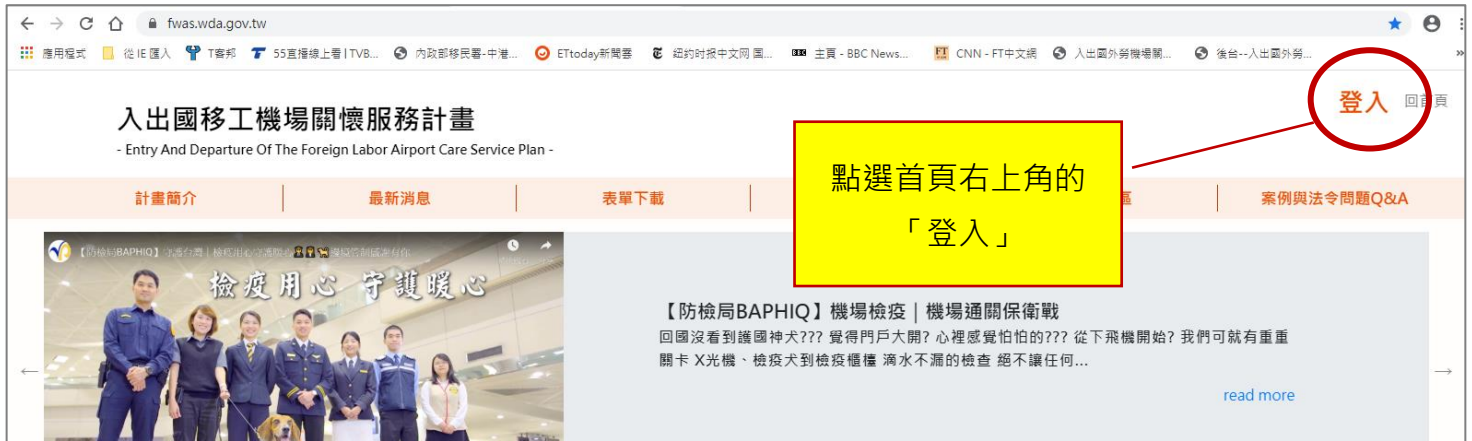 fwas.wda.gov.tw
應用程式 從 IE 匯入 T客邦 55直播線上看 | TVB... 內政部移民署-中港... ETtoday新聞雲 紐約时报中文网 国... 主頁 - BBC News... CNN - FT中文網 入出國外勞機場關... 後台--入出國外勞... »
登入 回首頁
入出國移工機場關懷服務計畫
- Entry And Departure Of The Foreign Labor Airport Care Service Plan -
點選首頁右上角的
「登入」
計畫簡介 最新消息 表單下載 區 案例與法令問題Q&A
【防檢局BAPHIQ】
檢疫用心 守護暖心
【防檢局BAPHIQ】機場檢疫｜機場通關保衛戰
回國沒看到護國神犬??? 覺得門戶大開? 心裡感覺怕怕的??? 從下飛機開始? 我們可就有重重
關卡 X光機、檢疫犬到檢疫櫃檯 滴水不漏的檢查 絕不讓任何...
read more